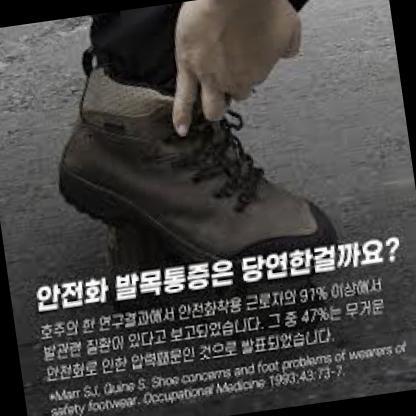 안전화 발목통증은 당연한걸까요?
호주의 한 연구결과에서 안전화착용 근로자의 91% 이상에서
발관련 질환이 있다고 보고되었습니다. 그 중 47%는 무거운
안전화로 인한 압력때문인 것으로 발표되었습니다.
*Marr SJ, Quine S. Shoe concerns and foot problems of wearers of
safety footwear. Occupational Medicine 1993;43:73-7.